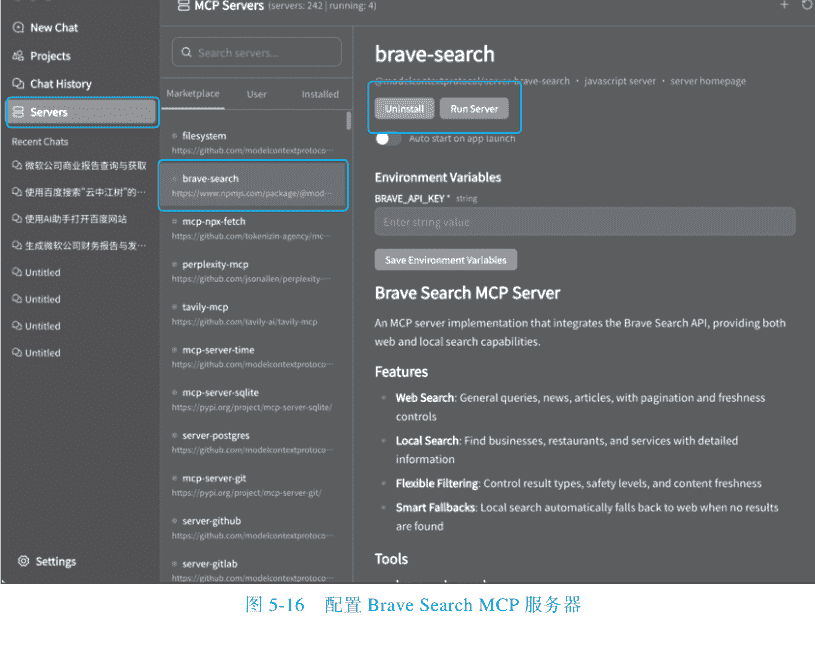 MCP Servers (servers: 242 | running: 4)
New Chat
Projects
Chat History
Servers
Recent Chats
微软公司商业报告查询与获取
使用百度搜索“云中江树”的···
使用AI助手打开百度网站
生成微软公司财务报告与发···
Untitled
Untitled
Untitled
Untitled
Settings
Search servers...
Marketplace
User
Installed
filesystem
https://github.com/modelcontextproto···
brave-search
https://www.npmjs.com/package/@mod···
mcp-npx-fetch
https://github.com/tokenizin-agency/mc···
perplexity-mcp
https://github.com/jsonallen/perplexity-···
tavily-mcp
https://github.com/tavily-ai/tavily-mcp
mcp-server-time
https://github.com/modelcontextproto···
mcp-server-sqlite
https://pypi.org/project/mcp-server-sqlite/
server-postgres
https://github.com/modelcontextproto···
mcp-server-git
https://pypi.org/project/mcp-server-git/
server-github
https://github.com/modelcontextproto···
server-gitlab
https://github.com/modelcontextproto···
brave-search
@modelcontextprotocol/server-brave-search · javascript server · server homepage
Uninstall
Run Server
Auto start on app launch
Environment Variables
BRAVE_API_KEY * string
Enter string value
Save Environment Variables
Brave Search MCP Server
An MCP server implementation that integrates the Brave Search API, providing both
web and local search capabilities.
Features
Web Search: General queries, news, articles, with pagination and freshness
controls
Local Search: Find businesses, restaurants, and services with detailed
information
Flexible Filtering: Control result types, safety levels, and content freshness
Smart Fallbacks: Local search automatically falls back to web when no results
are found
Tools
图 5-16 配置 Brave Search MCP 服务器